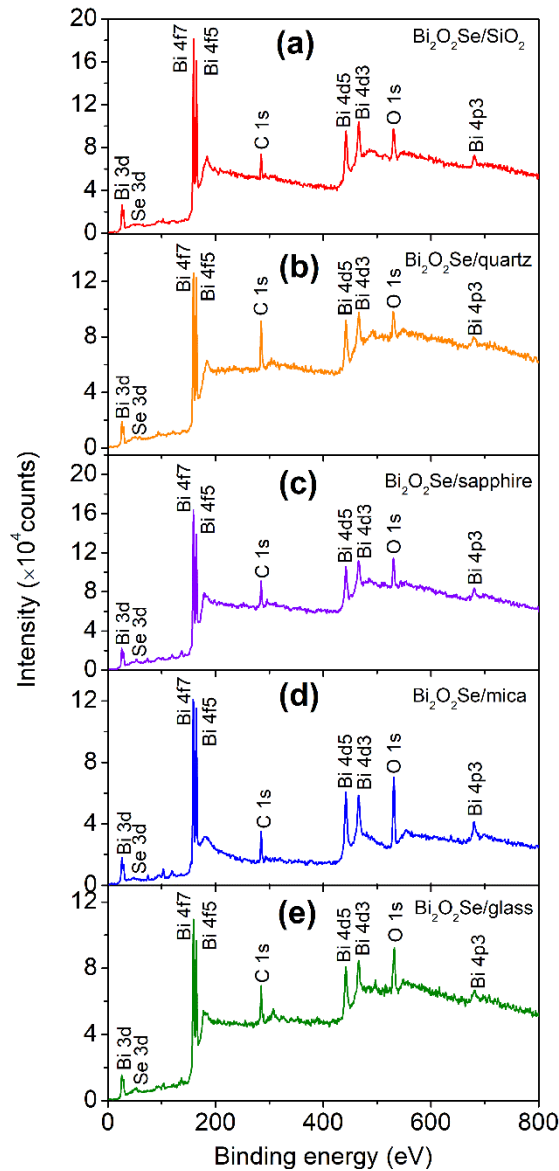 Intensity (×10⁴ counts)
20
16
12
8
4
0
Bi 3d
Se 3d
Bi 4f7
Bi 4f5
(a)
C 1s
Bi 4d5
Bi 4d3
O 1s
Bi 4p3
Bi₂O₂Se/SiO₂
12
8
4
0
Bi 3d
Se 3d
Bi 4f7
Bi 4f5
(b)
C 1s
Bi 4d5
Bi 4d3
O 1s
Bi 4p3
Bi₂O₂Se/quartz
20
16
12
8
4
0
Bi 3d
Se 3d
Bi 4f7
Bi 4f5
(c)
C 1s
Bi 4d5
Bi 4d3
O 1s
Bi 4p3
Bi₂O₂Se/sapphire
12
8
4
0
Bi 3d
Se 3d
Bi 4f7
Bi 4f5
(d)
C 1s
Bi 4d5
Bi 4d3
O 1s
Bi 4p3
Bi₂O₂Se/mica
12
8
4
0
Bi 3d
Se 3d
Bi 4f7
Bi 4f5
(e)
C 1s
Bi 4d5
Bi 4d3
O 1s
Bi 4p3
Bi₂O₂Se/glass
0 200 400 600 800
Binding energy (eV)